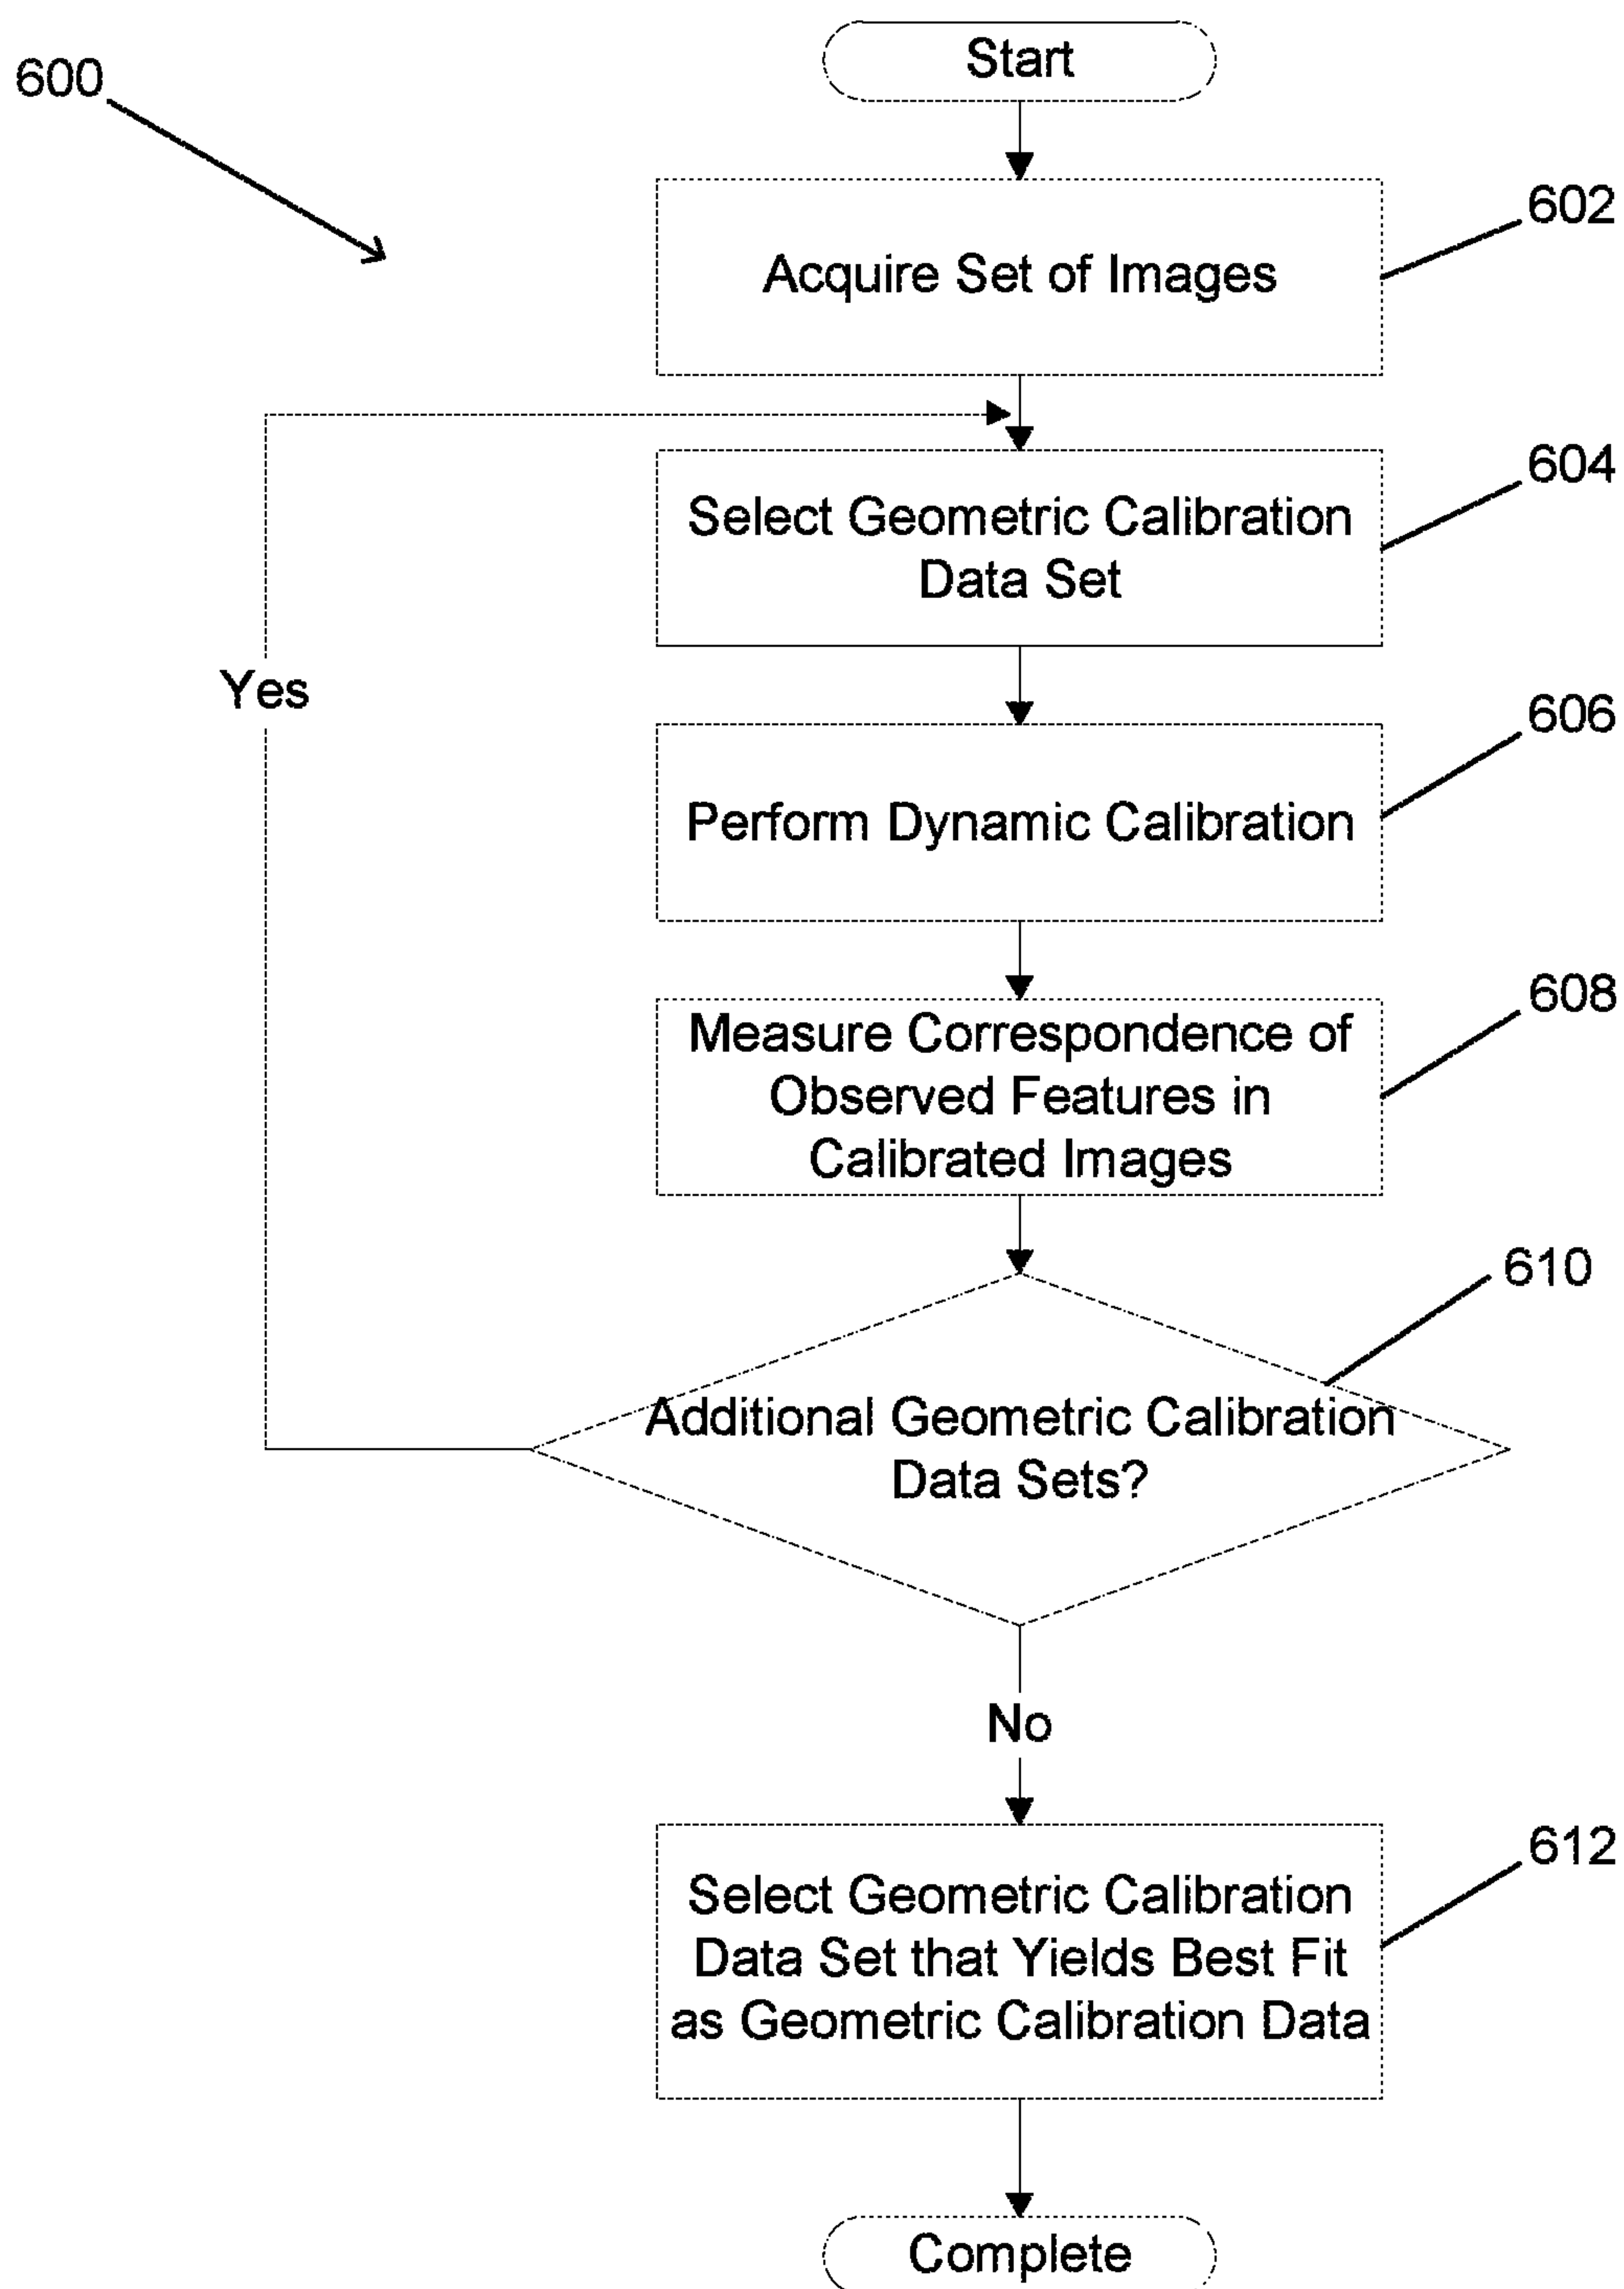 Start
600
602
Acquire Set of Images
604
Select Geometric Calibration
Data Set
Yes
606
Perform Dynamic Calibration
608
Measure Correspondence of
Observed Features in
Calibrated Images
610
Additional Geometric Calibration
Data Sets?
No
612
Select Geometric Calibration
Data Set that Yields Best Fit
as Geometric Calibration Data
Complete